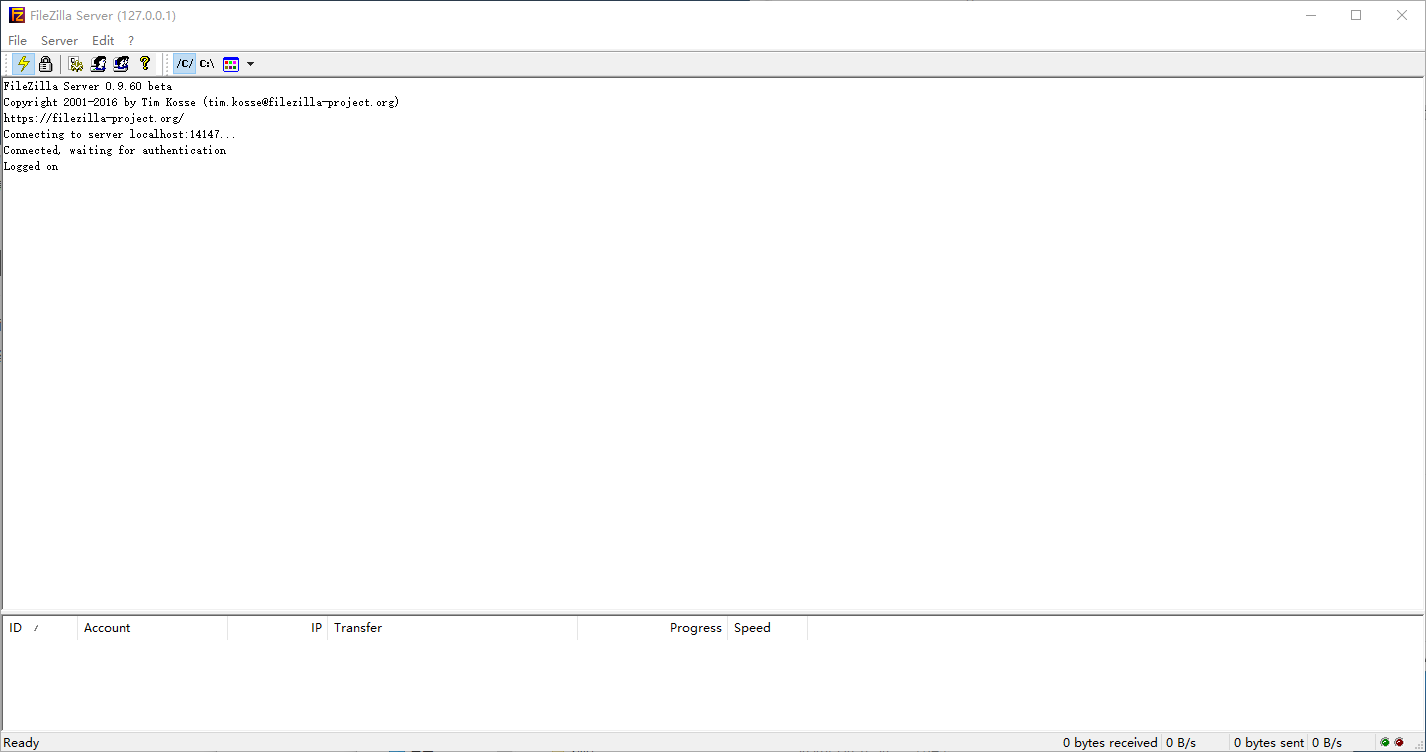 FileZilla Server (127.0.0.1)
File Server Edit ?
/C/ C:\
FileZilla Server 0.9.60 beta
Copyright 2001-2016 by Tim Kosse (tim.kosse@filezilla-project.org)
https://filezilla-project.org/
Connecting to server localhost:14147...
Connected, waiting for authentication
Logged on
ID Account IP Transfer Progress Speed
Ready 0 bytes received 0 B/s 0 bytes sent 0 B/s